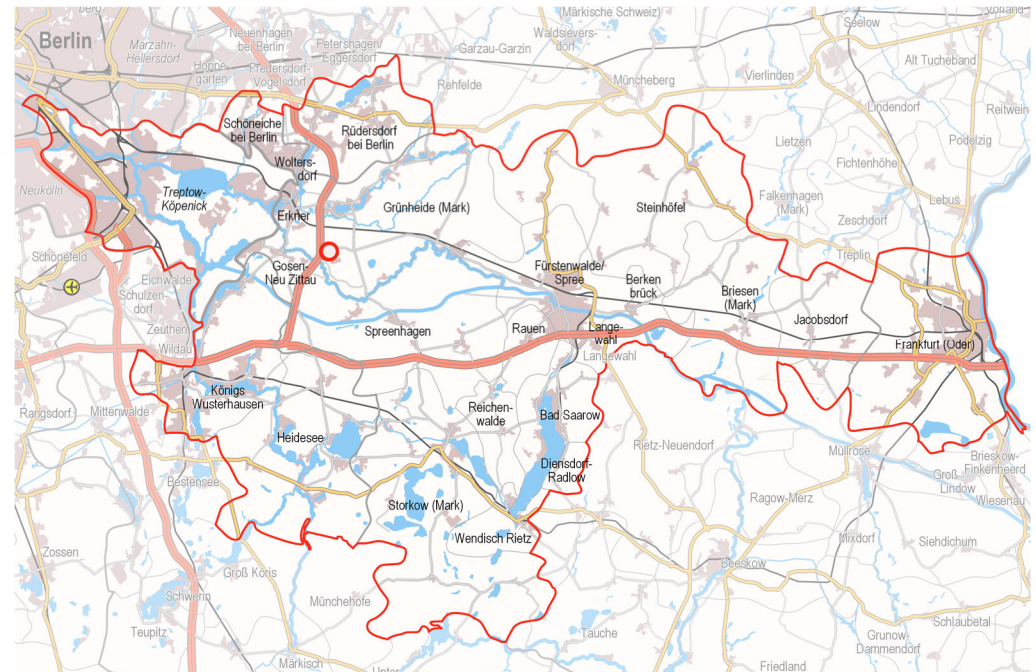 (Märkische Schweiz)
Vorland
berg
Neuenhagen
bei Berlin
Petershagen/
Eggersdorf
Waldsievers-
dorf
Seelow
Berlin
Marzahn-
Hellersdorf
Hoppe-
garten
Fredersdorf-
Vogelsdorf
Garzau-Garzin
Alt Tucheband
Rehfelde
Müncheberg
Vierlinden
Lindendorf
Reitwein
Schöneiche
bei Berlin
Rüdersdorf
bei Berlin
Lietzen
Podelzig
Fichtenhöhe
Wolters-
dorf
Neukölln
Treptow-
Köpenick
Grünheide (Mark)
Steinhöfel
Falkenhagen
(Mark)
Lebus
Erkner
Zeschdorf
Schönefeld
Treplin
Gosen-
Neu Zittau
Fürstenwalde/
Spree
Berken
brück
Briesen
(Mark)
Eichwalde
Schulzen-
dorf
Zeuthen
Wildau
Spreenhagen
Rauen
Lange-
wahl
Langewahl
Jacobsdorf
Frankfurt (Oder)
Königs
Wusterhausen
Rangsdorf
Mittenwalde
Reichen-
walde
Bad Saarow
Heidesee
Rietz-Neuendorf
Müllrose
Brieskow-
Finkenheerd
Diensdorf-
Radlow
Groß
Lindow
Wiesenau
Bestensee
Storkow (Mark)
Ragow-Merz
Wendisch Rietz
Mixdorf
Siehdichum
Zossen
Groß Köris
Beeskow
Schwerin
Münchehofe
Schlaubetal
Teupitz
Tauche
Grunow-
Dammendorf
Märkisch
Unter
Friedland